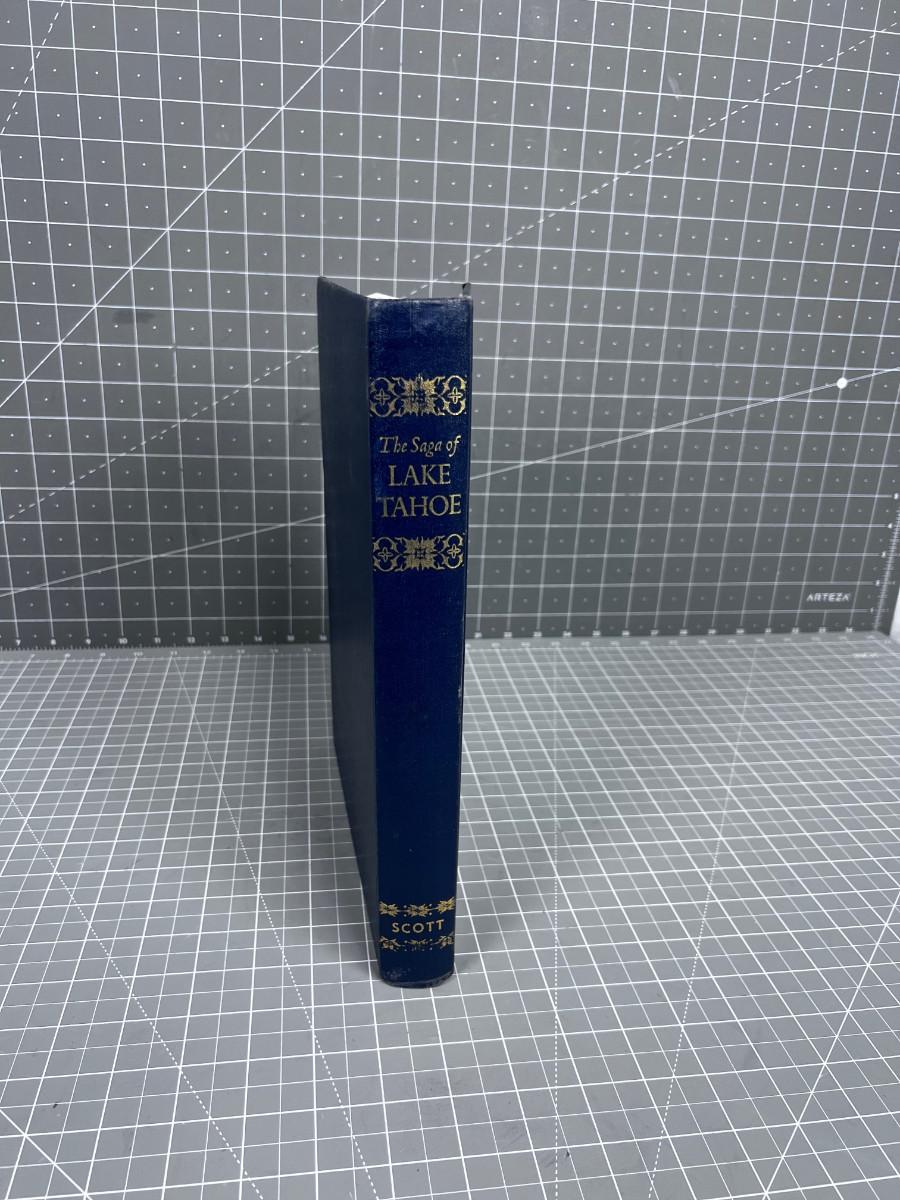 The Saga of
LAKE
TAHOE
SCOTT
ARTEZA